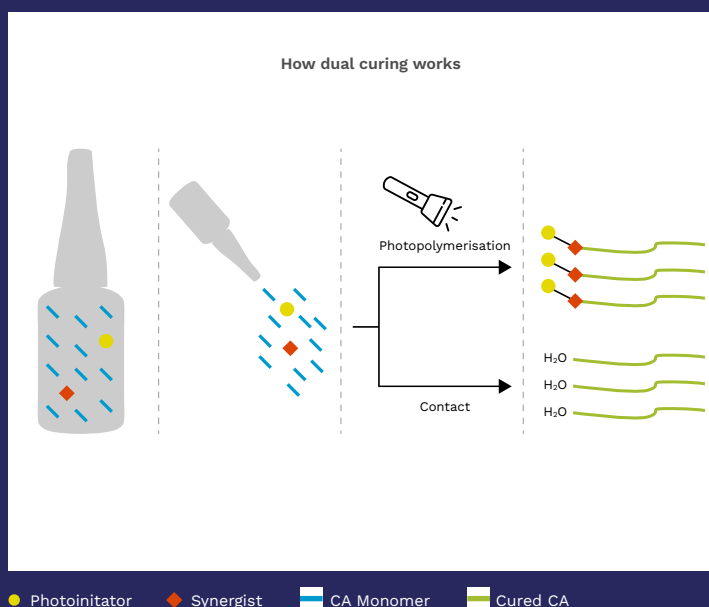 How dual curing works
Photopolymerisation
H₂O
H₂O
H₂O
Contact
Photoinitator
Synergist
CA Monomer
Cured CA